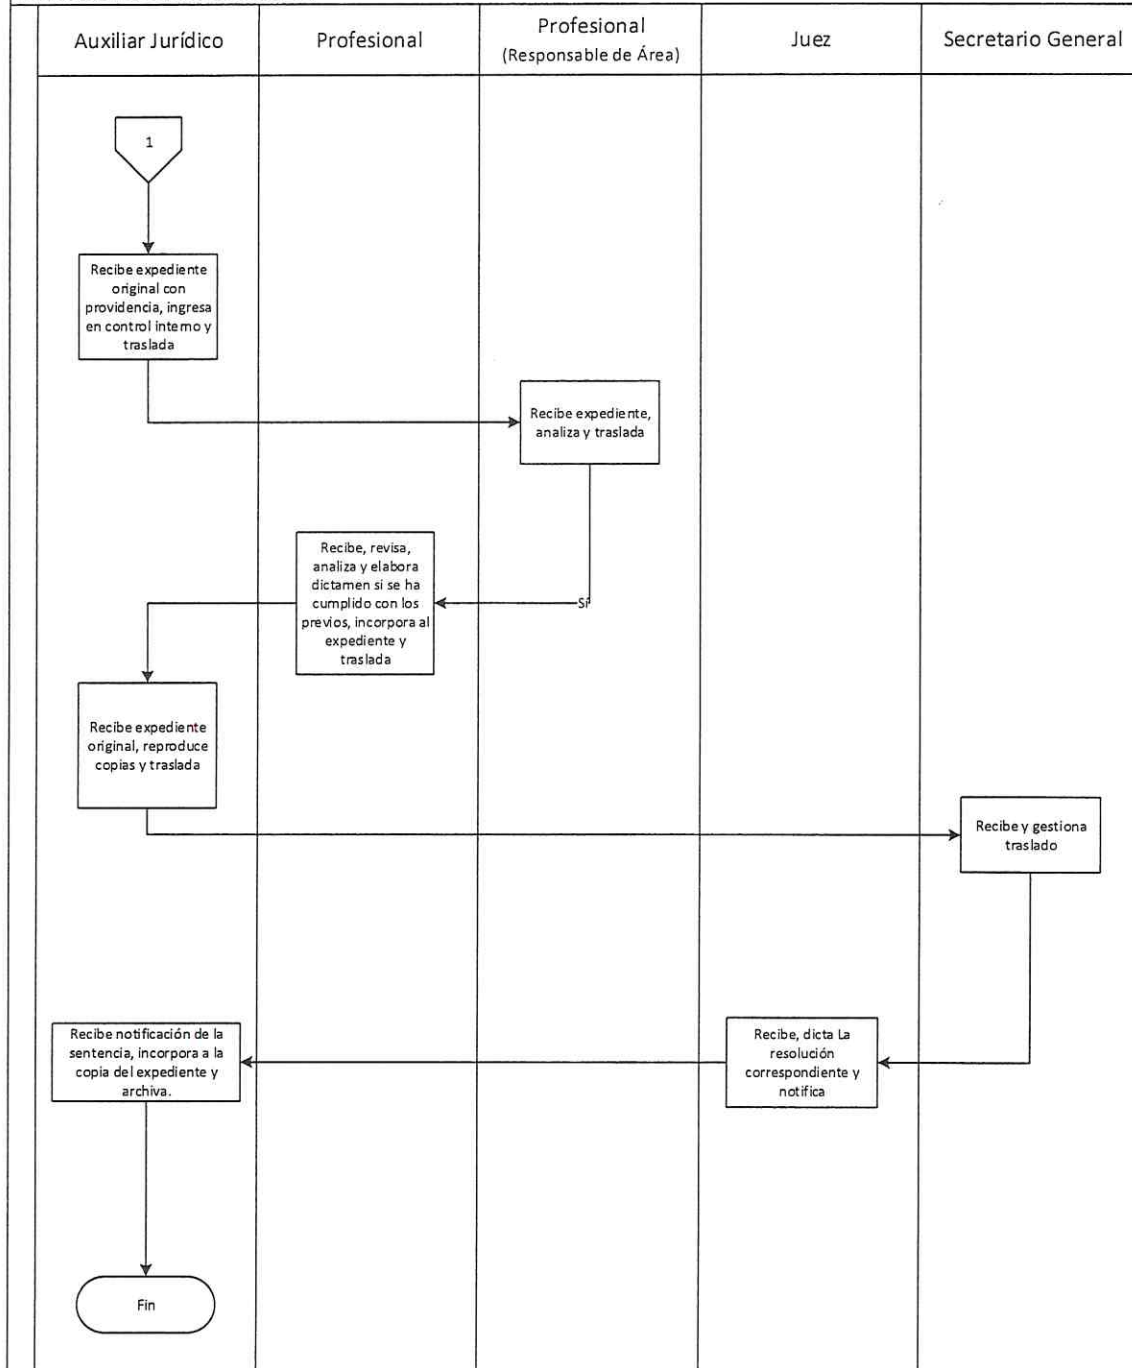 Auxiliar Jurídico
Profesional
Profesional
(Responsable de Área)
Juez
Secretario General
1
Recibe expediente
original con
providencia, ingresa
en control interno y
traslada
Recibe expediente,
analiza y traslada
Recibe, revisa,
analiza y elabora
dictamen si se ha
cumplido con los
previos, incorpora al
expediente y
traslada
Sí
Recibe expediente
original, reproduce
copias y traslada
Recibe y gestiona
traslado
Recibe, dicta La
resolución
correspondiente y
notifica
Recibe notificación de la
sentencia, incorpora a la
copia del expediente y
archiva.
Fin